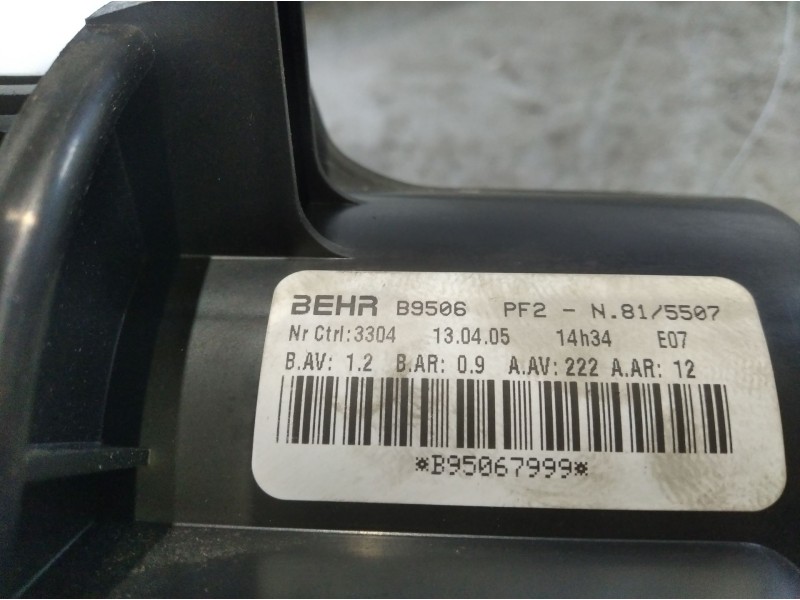 BEHR B9506 PF2 - N.81/5507
Nr Ctrl:3304 13.04.05 14h34 E07
B.AV: 1.2 B.AR: 0.9 A.AV: 222 A.AR: 12
*B95067999*